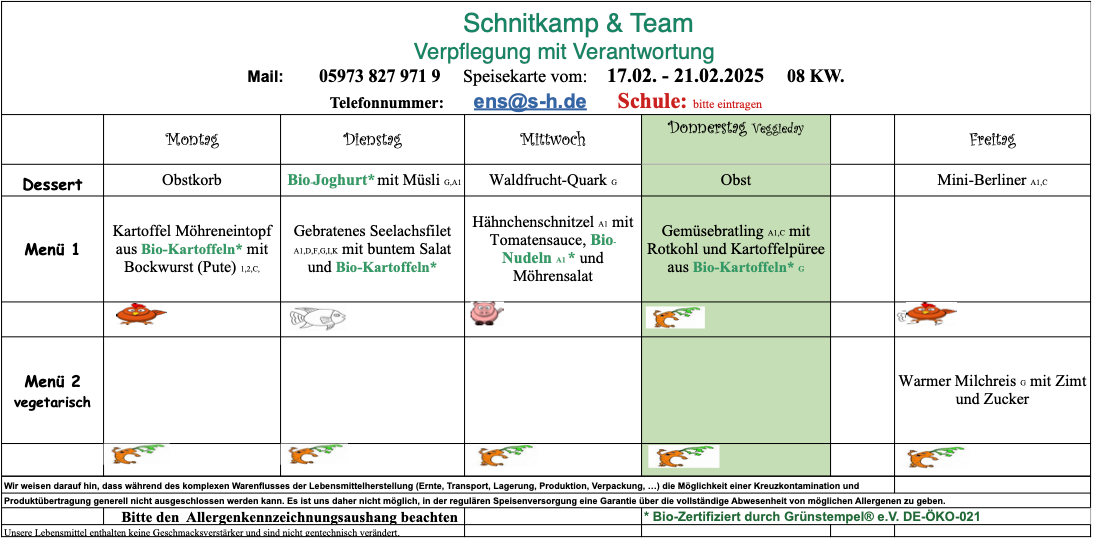 Schnitkamp & Team
Verpflegung mit Verantwortung
Mail: 05973 827 971 9 Speisekarte vom: 17.02. - 21.02.2025 08 KW.
Telefonnummer: ens@s-h.de Schule: bitte eintragen
Montag Dienstag Mittwoch Donnerstag Veggieday Freitag
Dessert Obstkorb Bio-Joghurt* mit Müsli G,A1 Waldfrucht-Quark G Obst Mini-Berliner A1,C
Menü 1
Kartoffel Möhreneintopf
aus Bio-Kartoffeln* mit
Bockwurst (Pute) 1,2,C,
Gebratenes Seelachsfilet
A1,D,F,G,I,K mit buntem Salat
und Bio-Kartoffeln*
Hähnchenschnitzel A1 mit
Tomatensauce, Bio-
Nudeln A1 * und
Möhrensalat
Gemüsebratling A1,C mit
Rotkohl und Kartoffelpüree
aus Bio-Kartoffeln* G
Menü 2
vegetarisch
Warmer Milchreis G mit Zimt
und Zucker
Wir weisen darauf hin, dass während des komplexen Warenflusses der Lebensmittelherstellung (Ernte, Transport, Lagerung, Produktion, Verpackung, ...) die Möglichkeit einer Kreuzkontamination und
Produktübertragung generell nicht ausgeschlossen werden kann. Es ist uns daher nicht möglich, in der regulären Speisenversorgung eine Garantie über die vollständige Abwesenheit von möglichen Allergenen zu geben.
Bitte den Allergenkennzeichnungsaushang beachten * Bio-Zertifiziert durch Grünstempel® e.V. DE-ÖKO-021
Unsere Lebensmittel enthalten keine Geschmacksverstärker und sind nicht gentechnisch verändert.